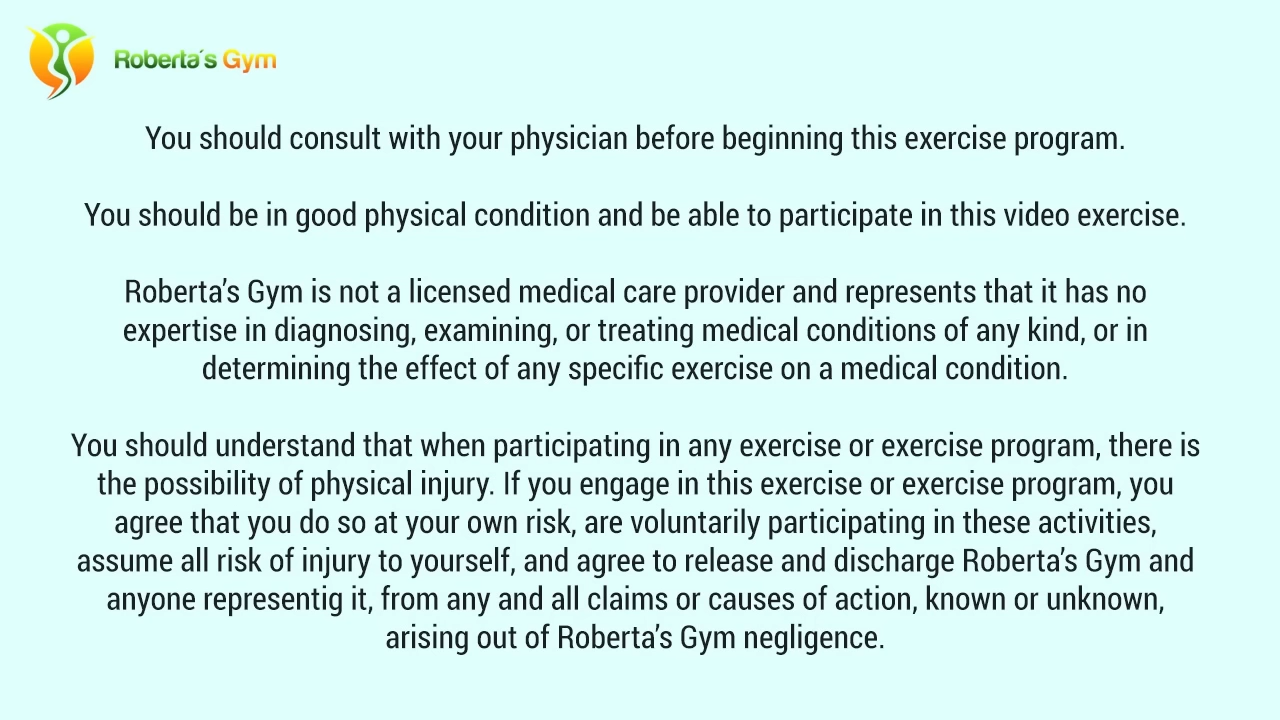 Roberta´s Gym
You should consult with your physician before beginning this exercise program.
You should be in good physical condition and be able to participate in this video exercise.
Roberta’s Gym is not a licensed medical care provider and represents that it has no
expertise in diagnosing, examining, or treating medical conditions of any kind, or in
determining the effect of any specific exercise on a medical condition.
You should understand that when participating in any exercise or exercise program, there is
the possibility of physical injury. If you engage in this exercise or exercise program, you
agree that you do so at your own risk, are voluntarily participating in these activities,
assume all risk of injury to yourself, and agree to release and discharge Roberta’s Gym and
anyone representig it, from any and all claims or causes of action, known or unknown,
arising out of Roberta’s Gym negligence.